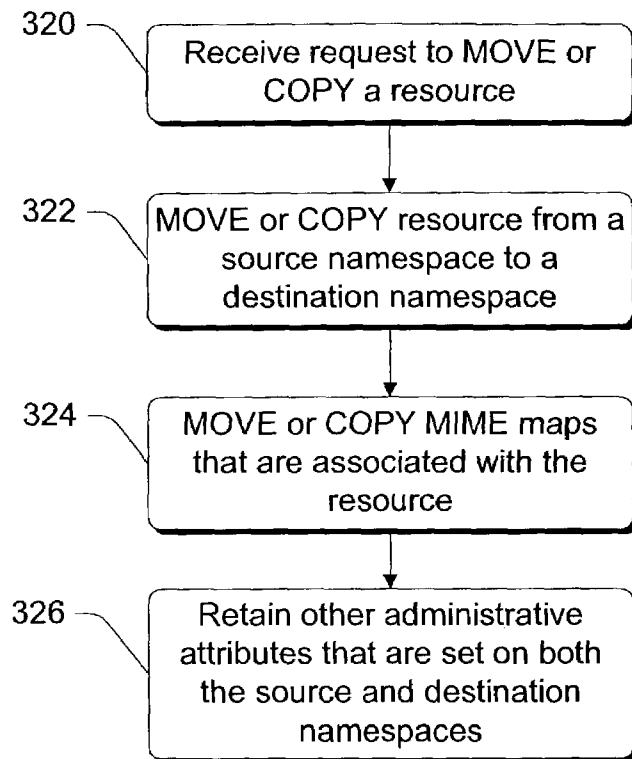 320
Receive request to MOVE or
COPY a resource
322
MOVE or COPY resource from a
source namespace to a
destination namespace
324
MOVE or COPY MIME maps
that are associated with the
resource
326
Retain other administrative
attributes that are set on both
the source and destination
namespaces